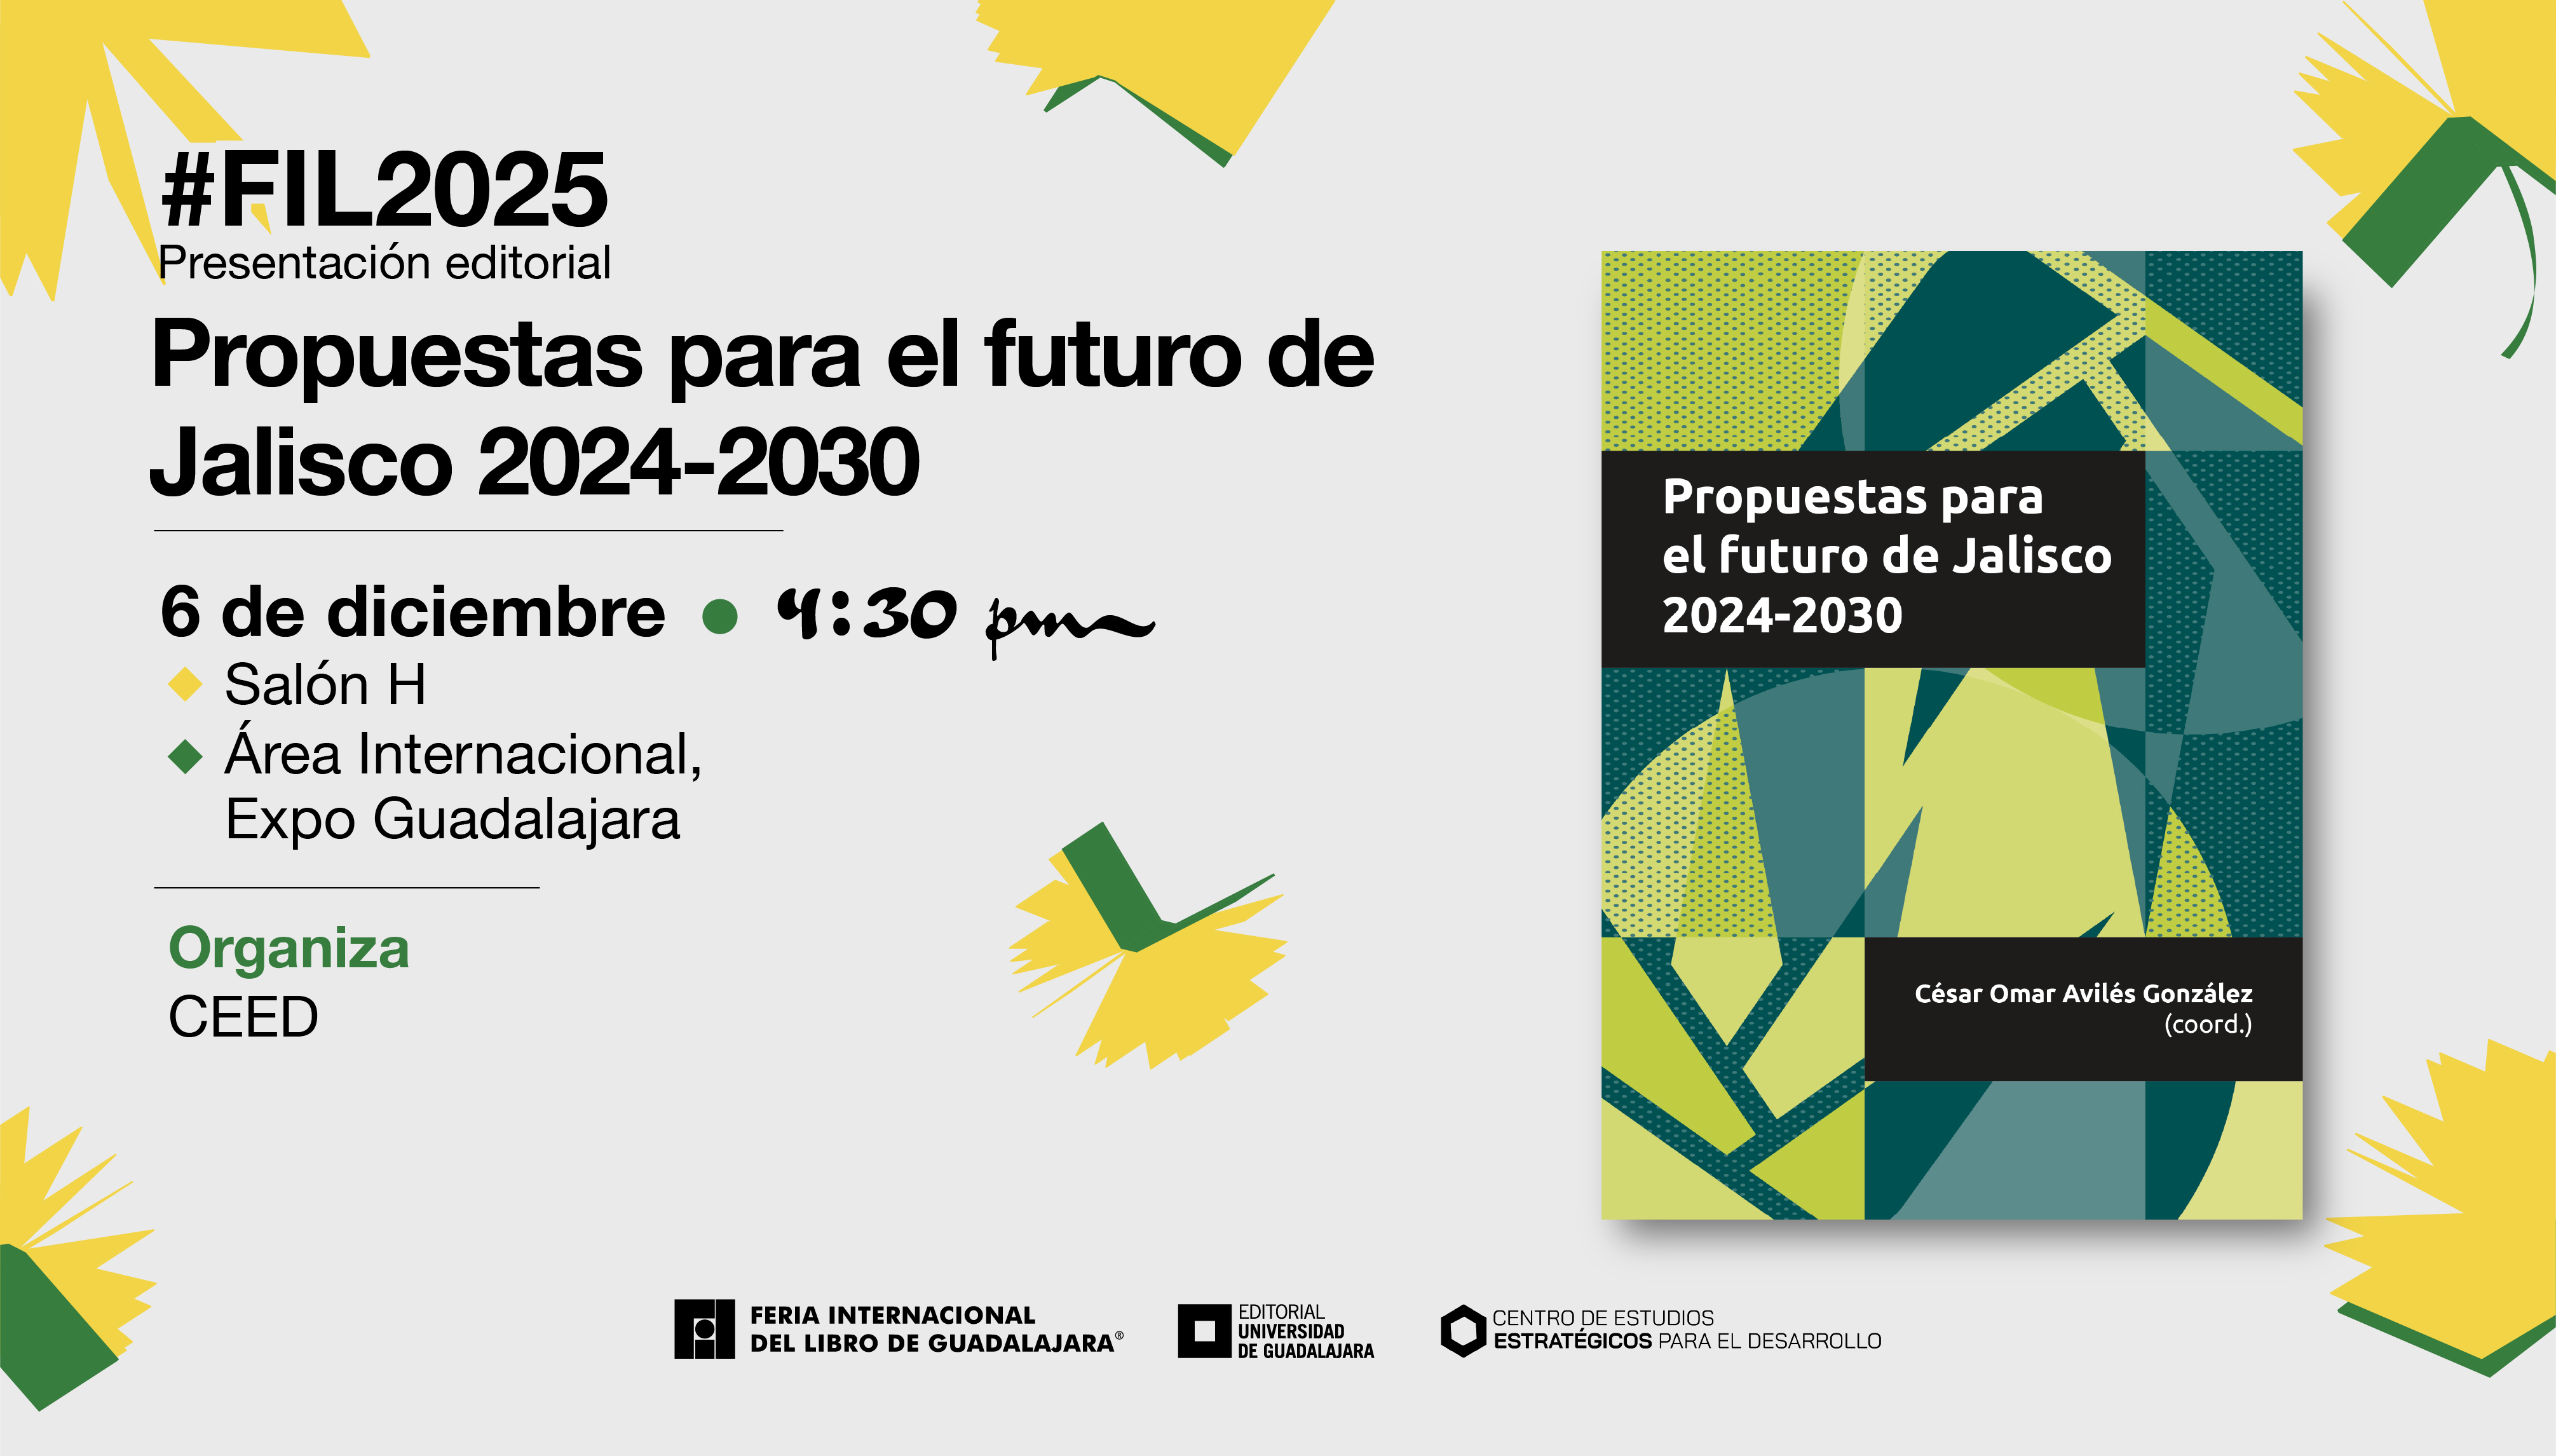 #FIL2025
Presentación editorial
Propuestas para el futuro de
Jalisco 2024-2030
6 de diciembre • 4:30 pm
Salón H
Área Internacional,
Expo Guadalajara
Organiza
CEED
Propuestas para
el futuro de Jalisco
2024-2030
César Omar Avilés González
(coord.)
FERIA INTERNACIONAL
DEL LIBRO DE GUADALAJARA®
EDITORIAL
UNIVERSIDAD
DE GUADALAJARA
CENTRO DE ESTUDIOS
ESTRATÉGICOS PARA EL DESARROLLO